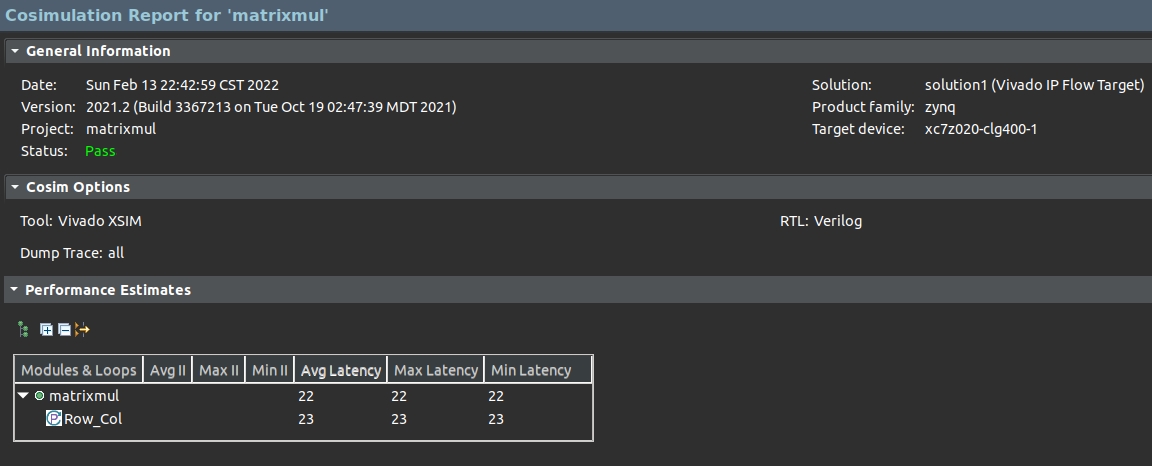 Cosimulation Report for 'matrixmul'
General Information
Date: Sun Feb 13 22:42:59 CST 2022 Solution: solution1 (Vivado IP Flow Target)
Version: 2021.2 (Build 3367213 on Tue Oct 19 02:47:39 MDT 2021) Product family: zynq
Project: matrixmul Target device: xc7z020-clg400-1
Status: Pass
Cosim Options
Tool: Vivado XSIM RTL: Verilog
Dump Trace: all
Performance Estimates
Modules & Loops Avg II Max II Min II Avg Latency Max Latency Min Latency
matrixmul 22 22 22
Row_Col 23 23 23